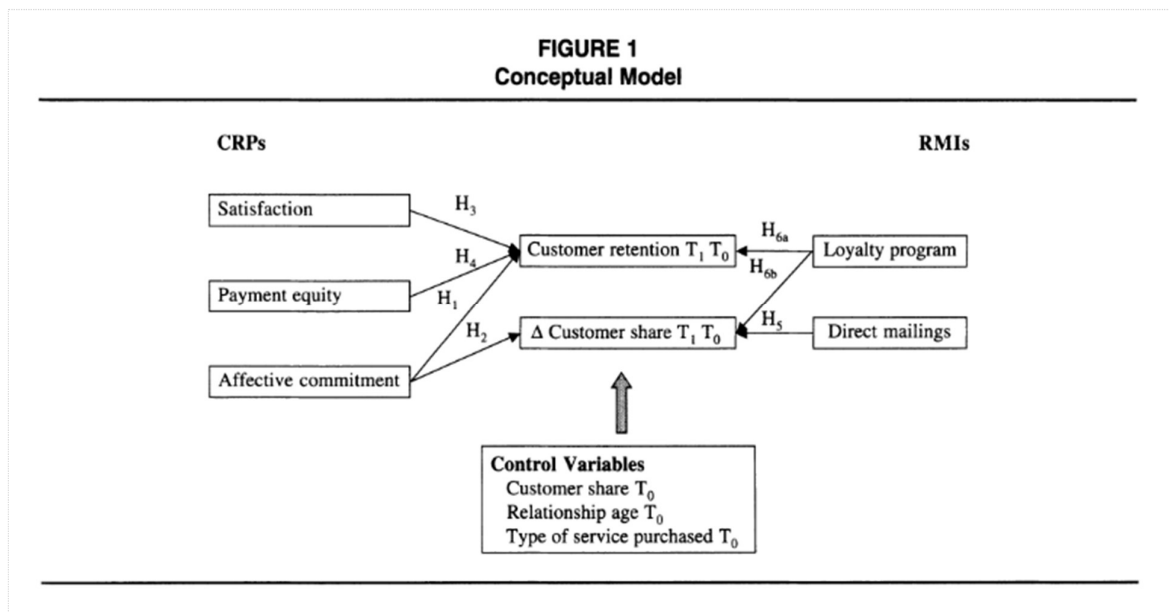 FIGURE 1
Conceptual Model
CRPs
RMIs
Satisfaction
H₃
Customer retention T₁ T₀
H₆ₐ
Loyalty program
H₄
H₆b
Payment equity
H₁
H₂
Δ Customer share T₁ T₀
H₅
Direct mailings
Affective commitment
Control Variables
Customer share T₀
Relationship age T₀
Type of service purchased T₀